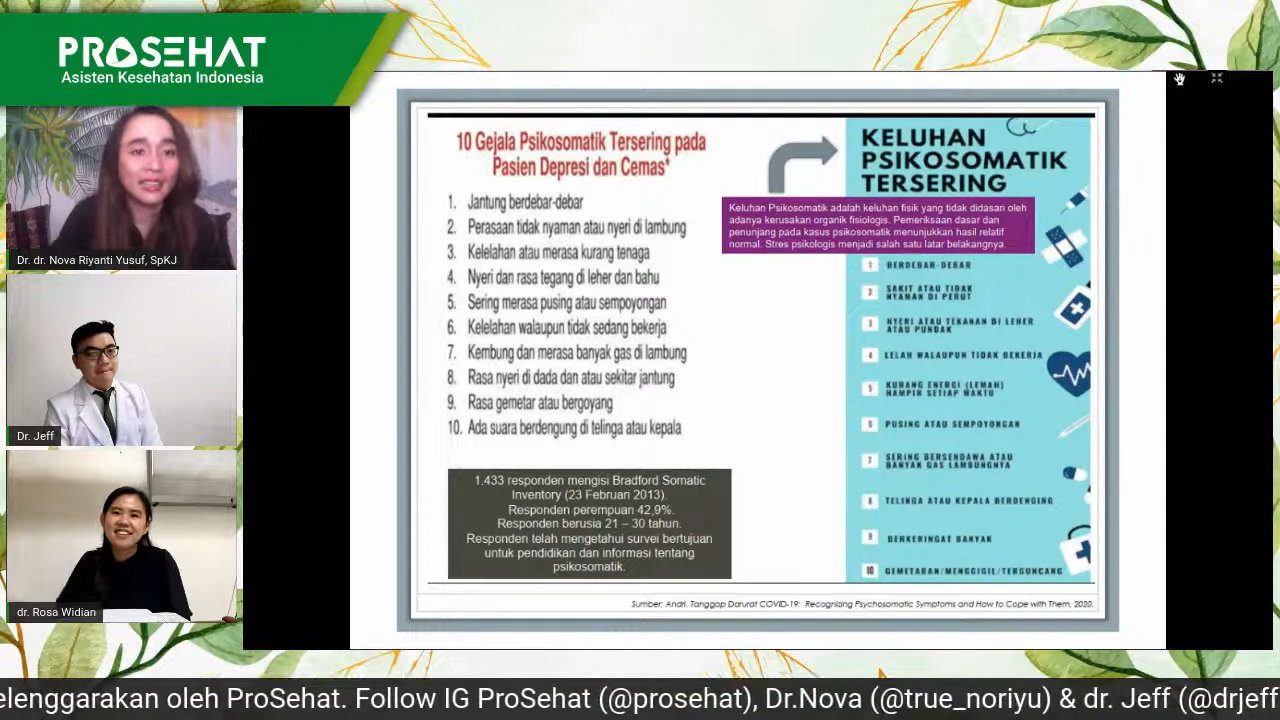 PROSEHAT
Asisten Kesehatan Indonesia
Dr. dr. Nova Riyanti Yusuf, SpKJ
Dr. Jeff
dr. Rosa Widian
10 Gejala Psikosomatik Tersering pada
Pasien Depresi dan Cemas*
1. Jantung berdebar-debar
2. Perasaan tidak nyaman atau nyeri di lambung
3. Kelelahan atau merasa kurang tenaga
4. Nyeri dan rasa tegang di leher dan bahu
5. Sering merasa pusing atau sempoyongan
6. Kelelahan walaupun tidak sedang bekerja
7. Kembung dan merasa banyak gas di lambung
8. Rasa nyeri di dada dan atau sekitar jantung
9. Rasa gemetar atau bergoyang
10. Ada suara berdengung di telinga atau kepala
1.433 responden mengisi Bradford Somatic
Inventory (23 Februari 2013).
Responden perempuan 42,9%.
Responden berusia 21 – 30 tahun.
Responden telah mengetahui survei bertujuan
untuk pendidikan dan informasi tentang
psikosomatik.
KELUHAN
PSIKOSOMATIK
TERSERING
Keluhan Psikosomatik adalah keluhan fisik yang tidak didasari oleh
adanya kerusakan organik fisiologis. Pemeriksaan dasar dan
penunjang pada kasus psikosomatik menunjukkan hasil relatif
normal. Stres psikologis menjadi salah satu latar belakangnya.
1 BERDEBAR-DEBAR
2 SAKIT ATAU TIDAK
NYAMAN DI PERUT
3 NYERI ATAU TEKANAN DI LEHER
ATAU PUNDAK
4 LELAH WALAUPUN TIDAK BEKERJA
5 KURANG ENERGI (LEMAH)
HAMPIR SETIAP WAKTU
6 PUSING ATAU SEMPOYONGAN
7 SERING BERSENDAWA ATAU
BANYAK GAS LAMBUNGNYA
8 TELINGA ATAU KEPALA BERDENGING
9 BERKERINGAT BANYAK
10 GEMETARAN/MENGGIGIL/TERGUNCANG
Sumber: Andri. Tanggap Darurat COVID-19: Recognizing Psychosomatic Symptoms and How to Cope with Them, 2020.
elenggarakan oleh ProSehat. Follow IG ProSehat (@prosehat), Dr.Nova (@true_noriyu) & dr. Jeff (@drjeff